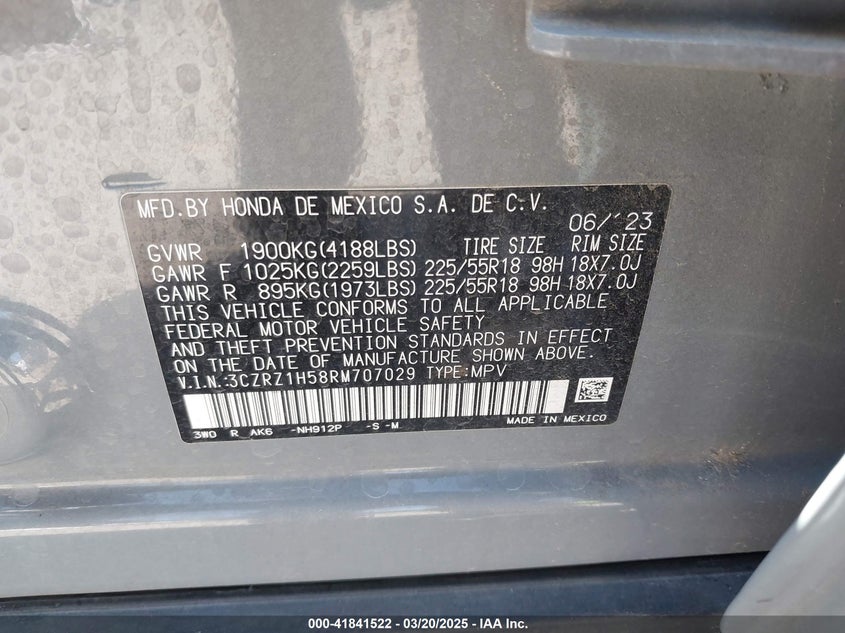 MFD.BY HONDA DE MEXICO S.A. DE C.V. 06/'23
GVWR 1900KG(4188LBS) TIRE SIZE RIM SIZE
GAWR F 1025KG(2259LBS) 225/55R18 98H 18X7.0J
GAWR R 895KG(1973LBS) 225/55R18 98H 18X7.0J
THIS VEHICLE CONFORMS TO ALL APPLICABLE
FEDERAL MOTOR VEHICLE SAFETY
AND THEFT PREVENTION STANDARDS IN EFFECT
ON THE DATE OF MANUFACTURE SHOWN ABOVE.
V.I.N.:3CZRZ1H58RM707029 TYPE:MPV
3W0 R AK6 -NH912P -S -M MADE IN MEXICO
000-41841522 — 03/20/2025 — IAA Inc.